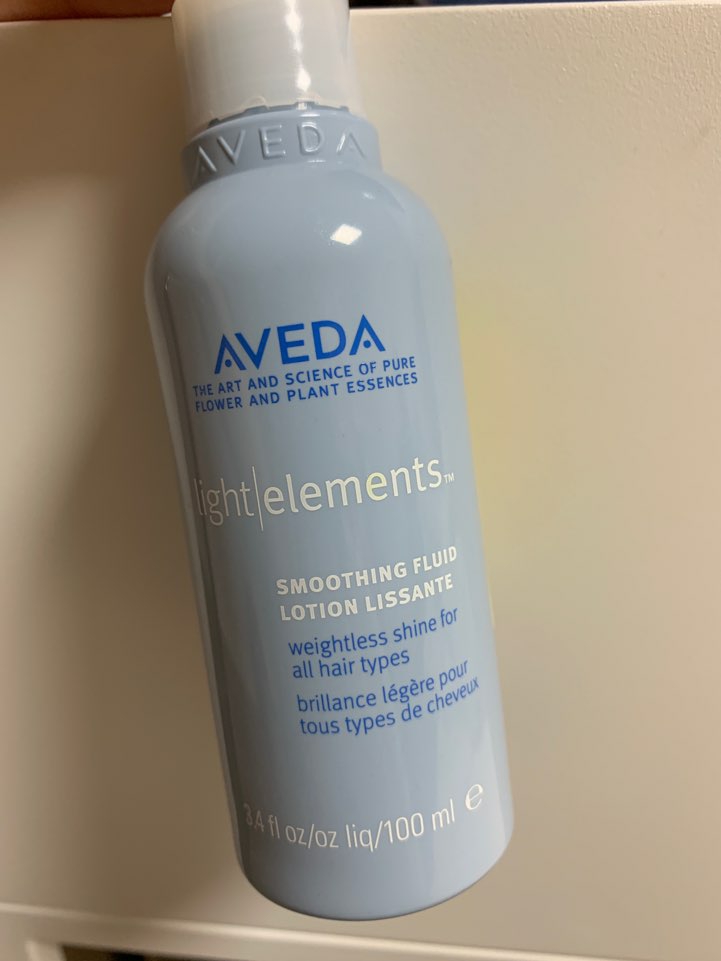 AVEDA
AVEDA
THE ART AND SCIENCE OF PURE
FLOWER AND PLANT ESSENCES
light|elements™
SMOOTHING FLUID
LOTION LISSANTE
weightless shine for
all hair types
brillance légère pour
tous types de cheveux
3.4 fl oz/oz liq/100 ml ℮